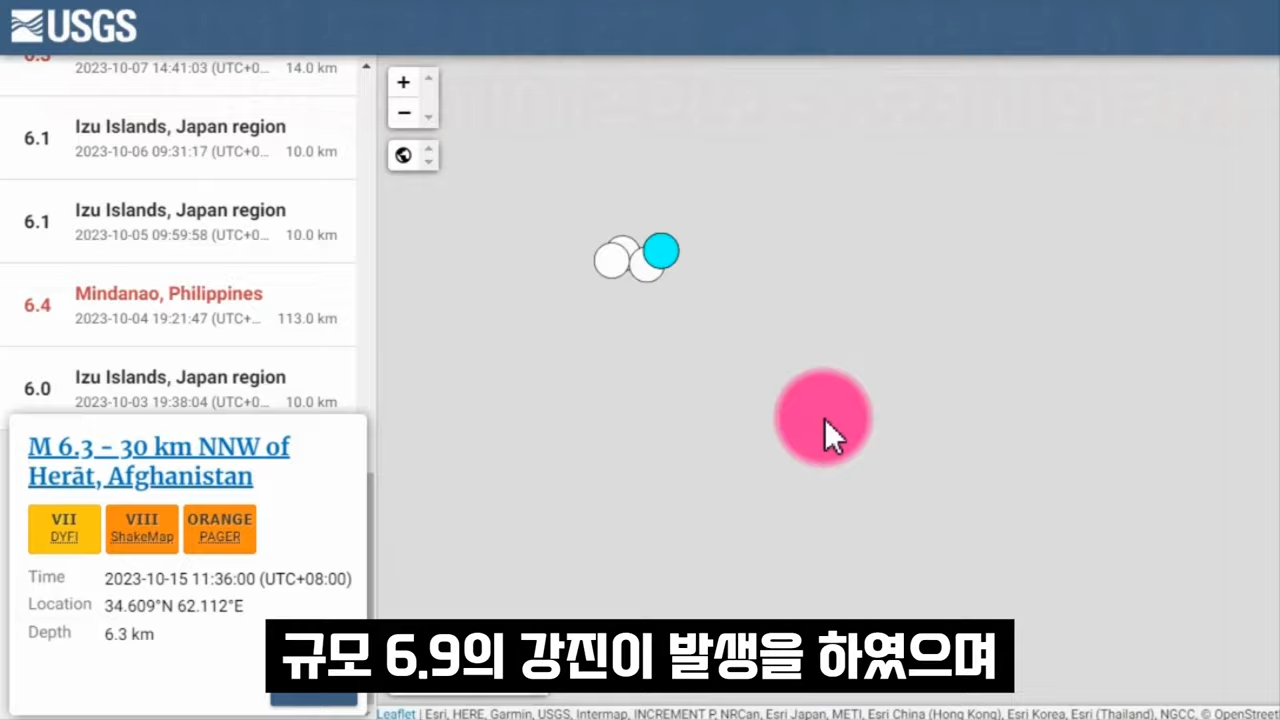 USGS
6.3
2023-10-07 14:41:03 (UTC+0... 14.0 km
6.1
Izu Islands, Japan region
2023-10-06 09:31:17 (UTC+0... 10.0 km
6.1
Izu Islands, Japan region
2023-10-05 09:59:58 (UTC+0... 10.0 km
6.4
Mindanao, Philippines
2023-10-04 19:21:47 (UTC+... 113.0 km
6.0
Izu Islands, Japan region
2023-10-03 19:38:04 (UTC+0... 10.0 km
M 6.3 - 30 km NNW of
Herāt, Afghanistan
VII VIII ORANGE
DYFI ShakeMap PAGER
Time 2023-10-15 11:36:00 (UTC+08:00)
Location 34.609°N 62.112°E
Depth 6.3 km
+
−
규모 6.9의 강진이 발생을 하였으며
Leaflet | Esri, HERE, Garmin, USGS, Intermap, INCREMENT P, NRCan, Esri Japan, METI, Esri China (Hong Kong), Esri Korea, Esri (Thailand), NGCC, © OpenStreet